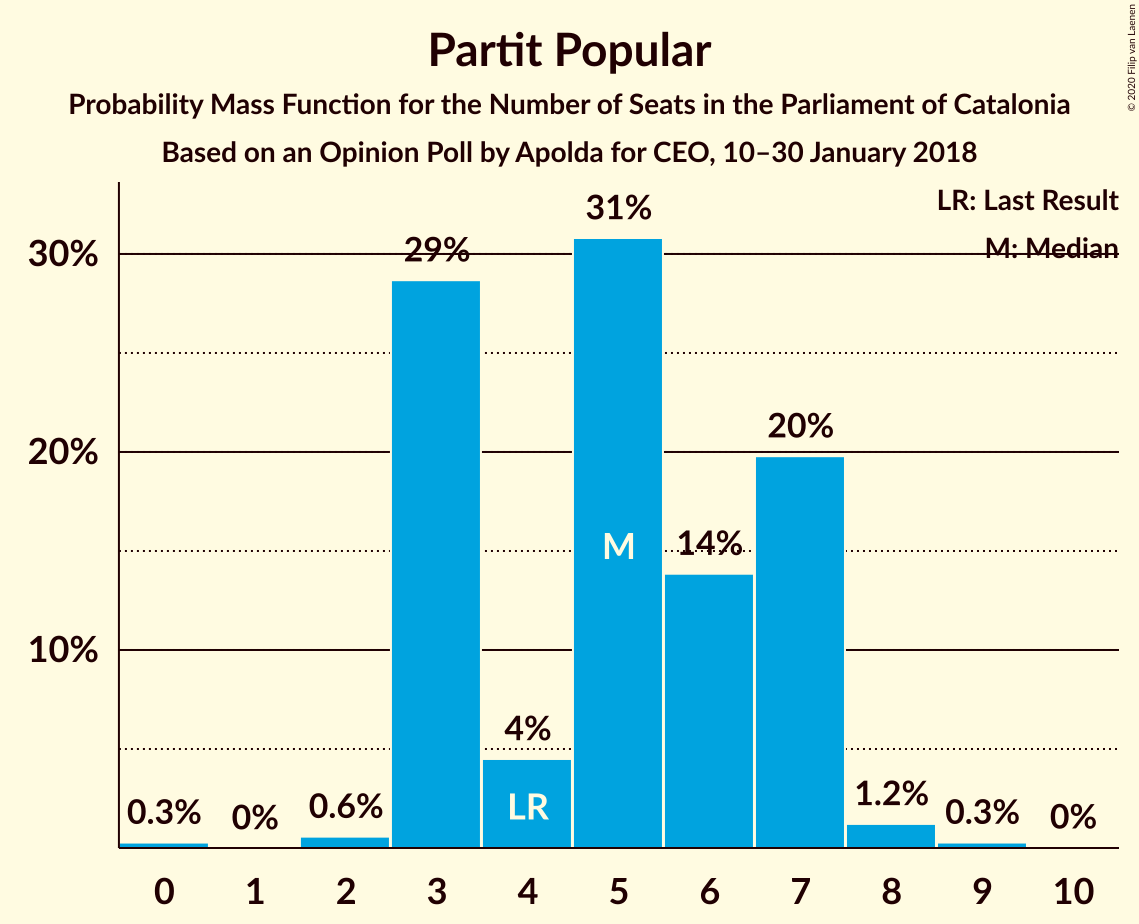 Partit Popular
Probability Mass Function for the Number of Seats in the Parliament of Catalonia
Based on an Opinion Poll by Apolda for CEO, 10–30 January 2018
© 2020 Filip van Laenen
LR: Last Result
M: Median
30%
20%
10%
0.3%
0%
0.6%
29%
4%
31%
14%
20%
1.2%
0.3%
0%
LR
M
0 1 2 3 4 5 6 7 8 9 10